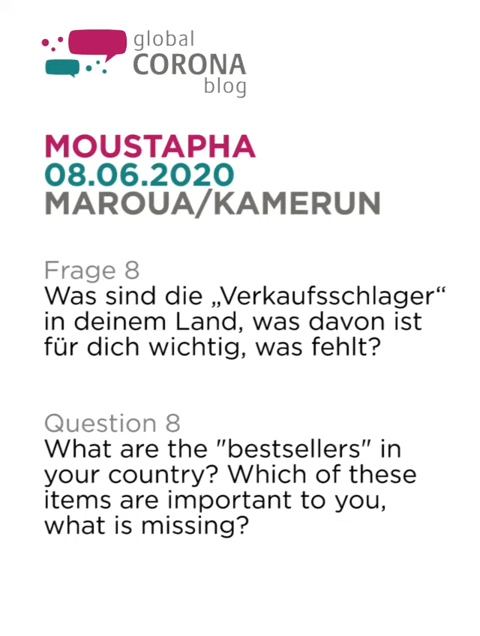 global
CORONA
blog
MOUSTAPHA
08.06.2020
MAROUA/KAMERUN
Frage 8
Was sind die „Verkaufsschlager“
in deinem Land, was davon ist
für dich wichtig, was fehlt?
Question 8
What are the "bestsellers" in
your country? Which of these
items are important to you,
what is missing?